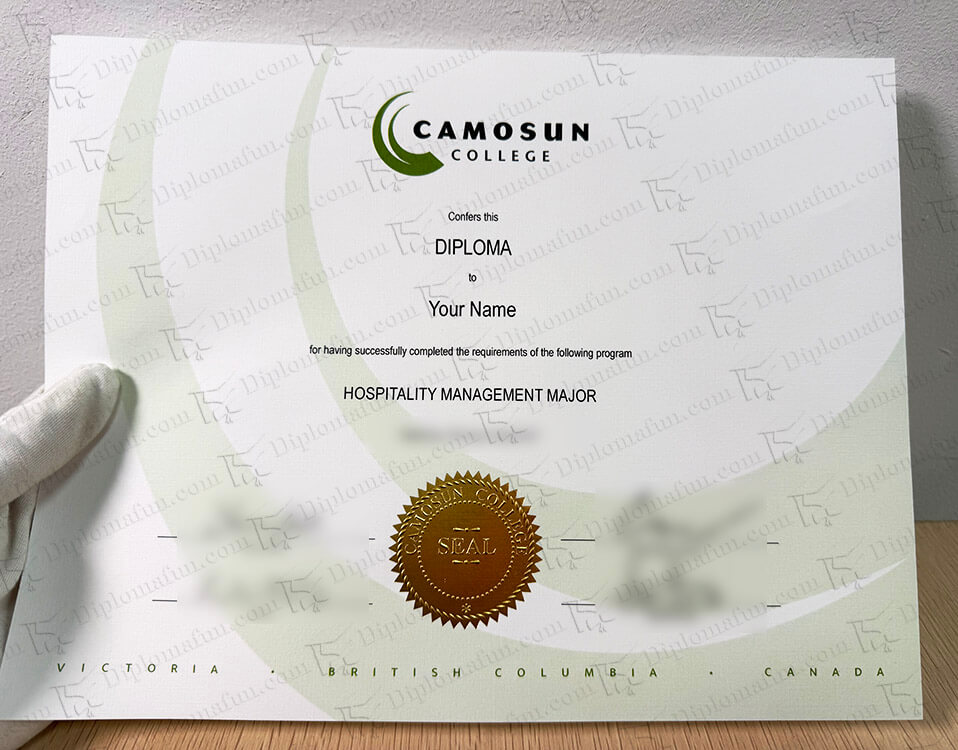 CAMOSUN
COLLEGE
Confers this
DIPLOMA
to
Your Name
for having successfully completed the requirements of the following program
HOSPITALITY MANAGEMENT MAJOR
CAMOSUN COLLEGE
SEAL
VICTORIA · BRITISH COLUMBIA · CANADA
Diplomafun.com